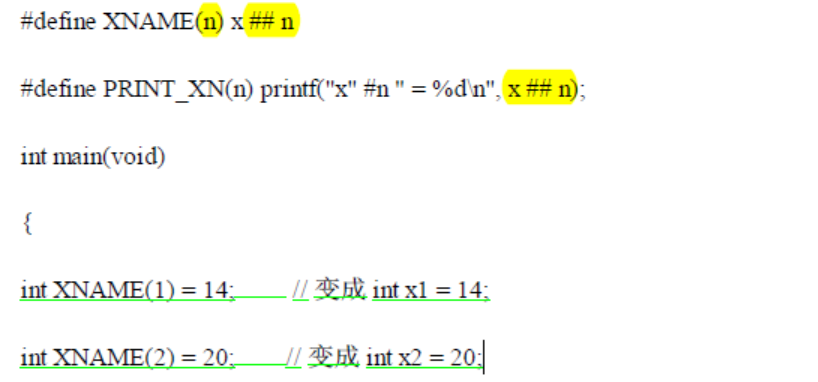 #define XNAME(n) x ## n
#define PRINT_XN(n) printf("x" #n " = %d\n", x ## n);
int main(void)
{
int XNAME(1) = 14; // 变成 int x1 = 14;
int XNAME(2) = 20; // 变成 int x2 = 20;